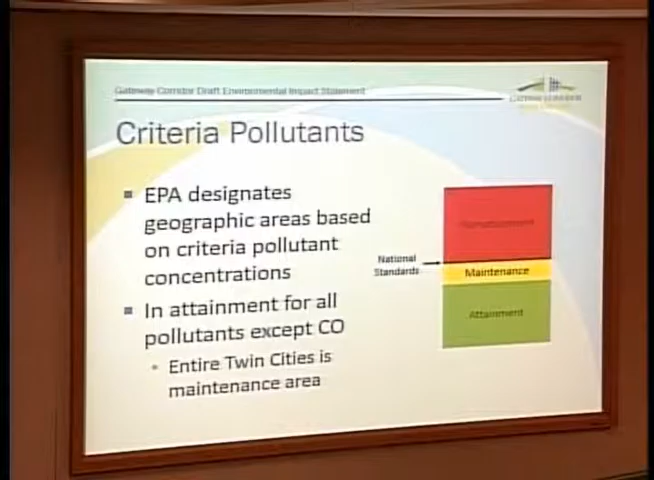 Gateway Corridor Draft Environmental Impact Statement
Criteria Pollutants
EPA designates
geographic areas based
on criteria pollutant
concentrations
In attainment for all
pollutants except CO
Entire Twin Cities is
maintenance area
National
Standards
Maintenance
Attainment